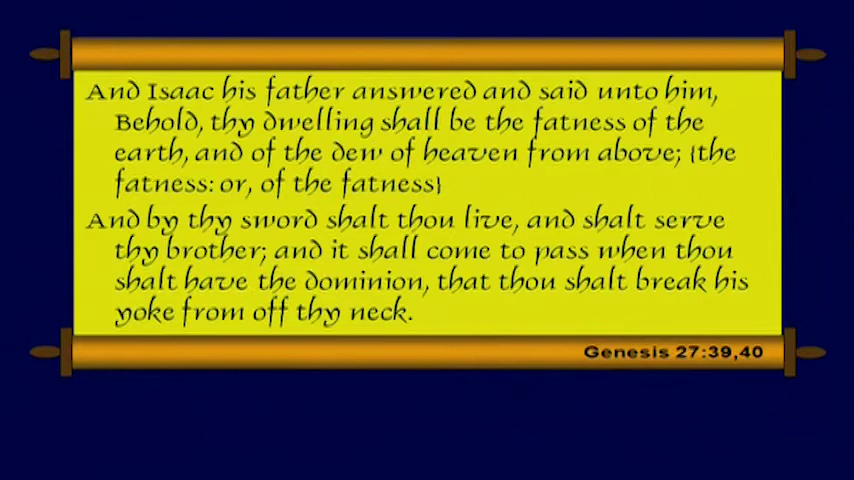 And Isaac his father answered and said unto him,
Behold, thy dwelling shall be the fatness of the
earth, and of the dew of heaven from above; {the
fatness: or, of the fatness}
And by thy sword shalt thou live, and shalt serve
thy brother; and it shall come to pass when thou
shalt have the dominion, that thou shalt break his
yoke from off thy neck.
Genesis 27:39,40